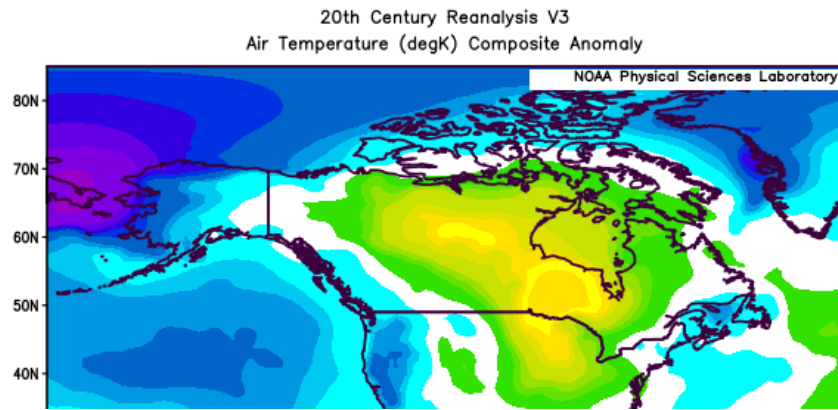 20th Century Reanalysis V3
Air Temperature (degK) Composite Anomaly
NOAA Physical Sciences Laboratory
80N
70N
60N
50N
40N